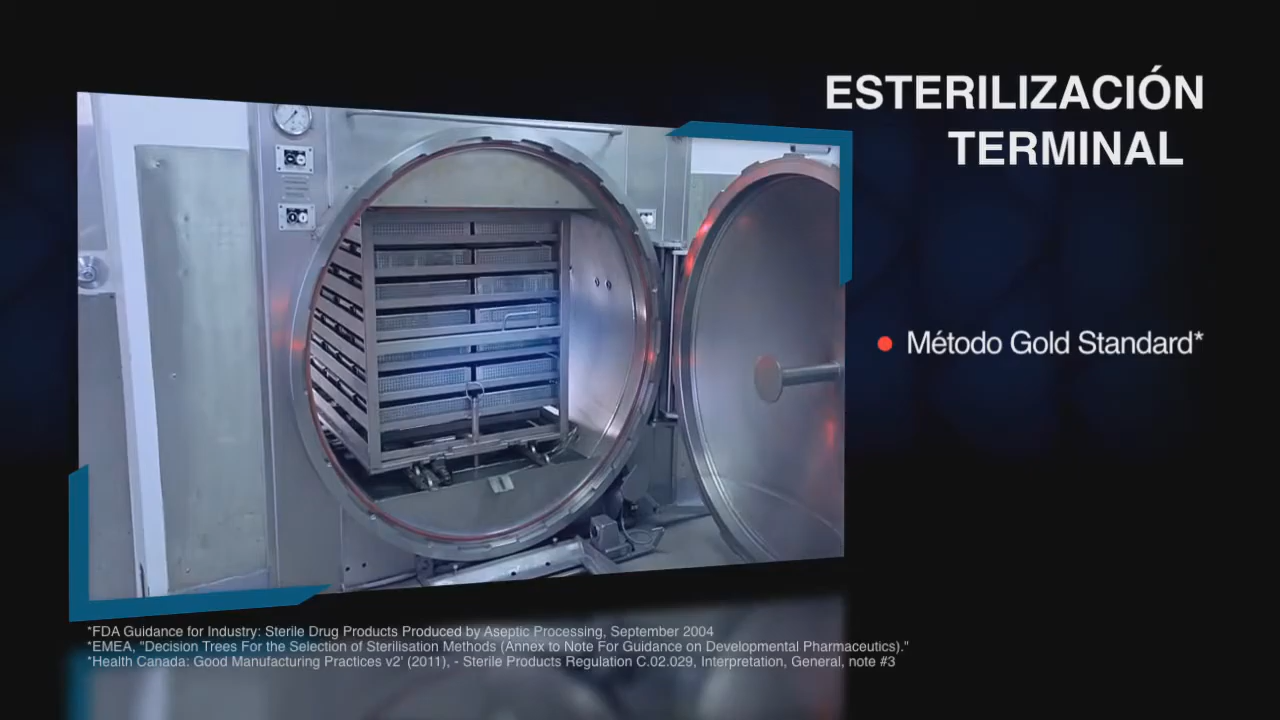 ESTERILIZACIÓN
TERMINAL
Método Gold Standard*
*FDA Guidance for Industry: Sterile Drug Products Produced by Aseptic Processing, September 2004
*EMEA, "Decision Trees For the Selection of Sterilisation Methods (Annex to Note For Guidance on Developmental Pharmaceutics)."
*Health Canada: Good Manufacturing Practices v2' (2011), - Sterile Products Regulation C.02.029, Interpretation, General, note #3